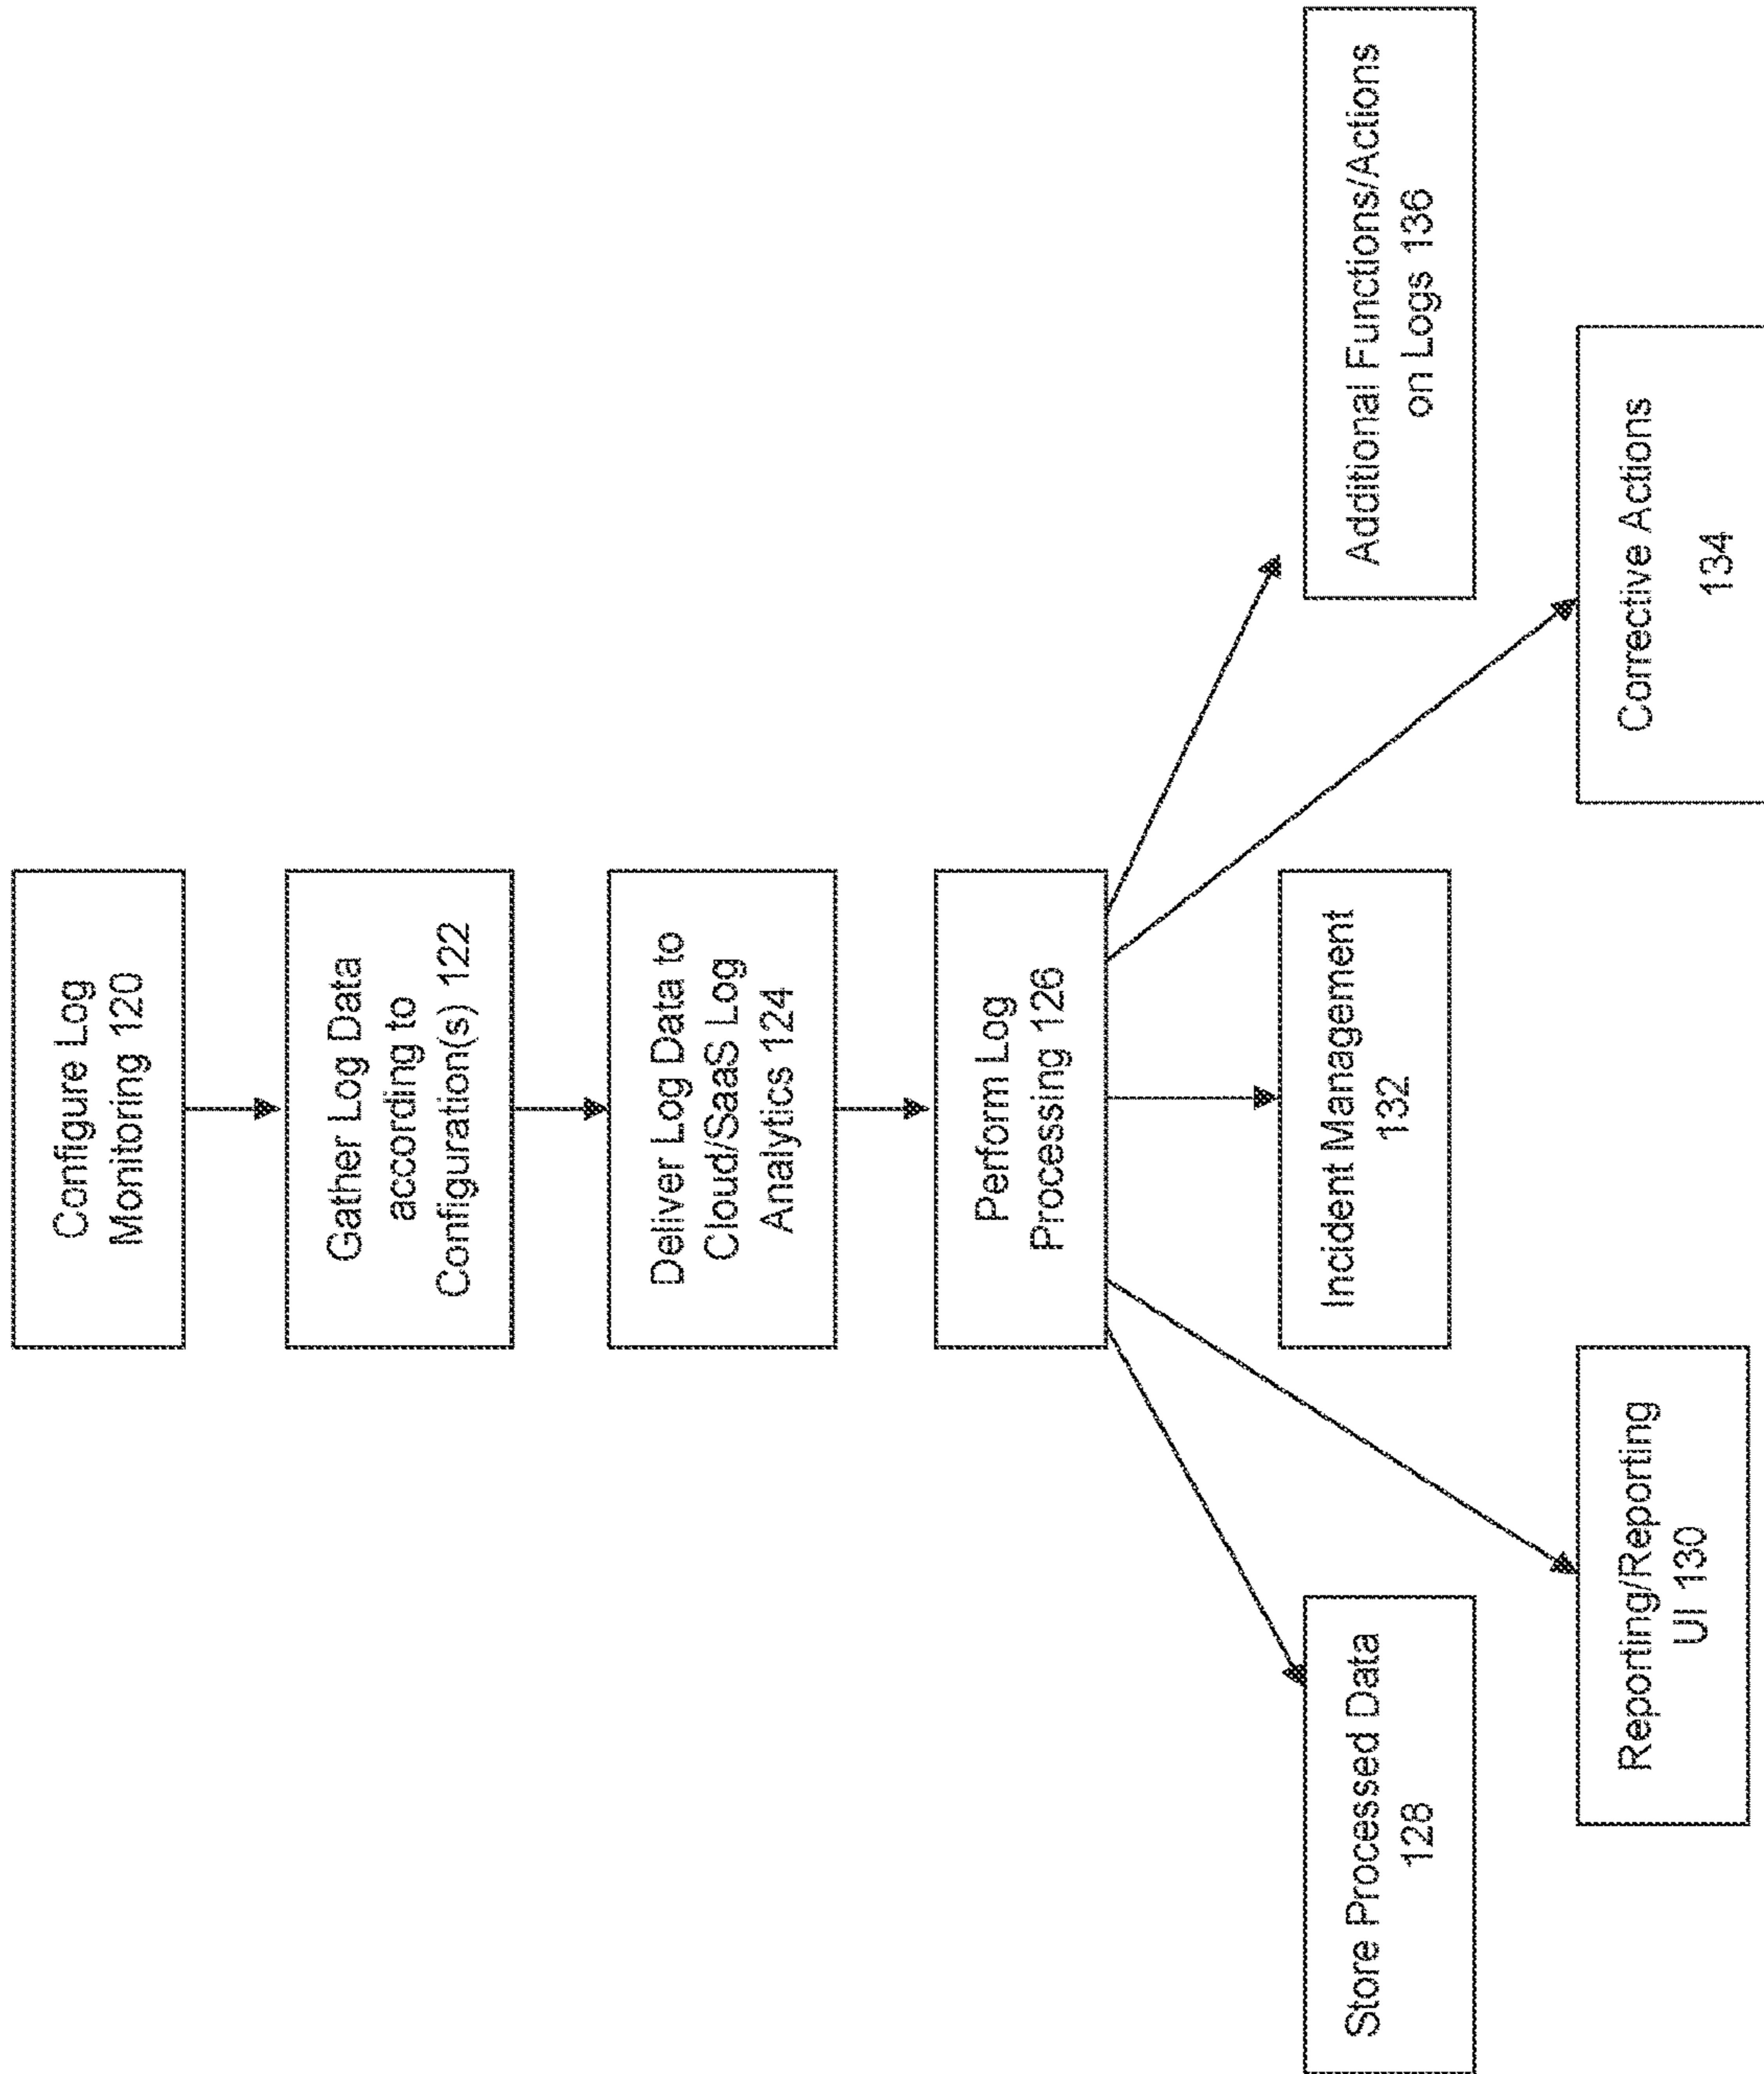 Configure Log
Monitoring 120
Gather Log Data
according to
Configuration(s) 122
Deliver Log Data to
Cloud/SaaS Log
Analytics 124
Perform Log
Processing 126
Store Processed Data
128
Reporting/Reporting
UI 130
Incident Management
132
Corrective Actions
134
Additional Functions/Actions
on Logs 136